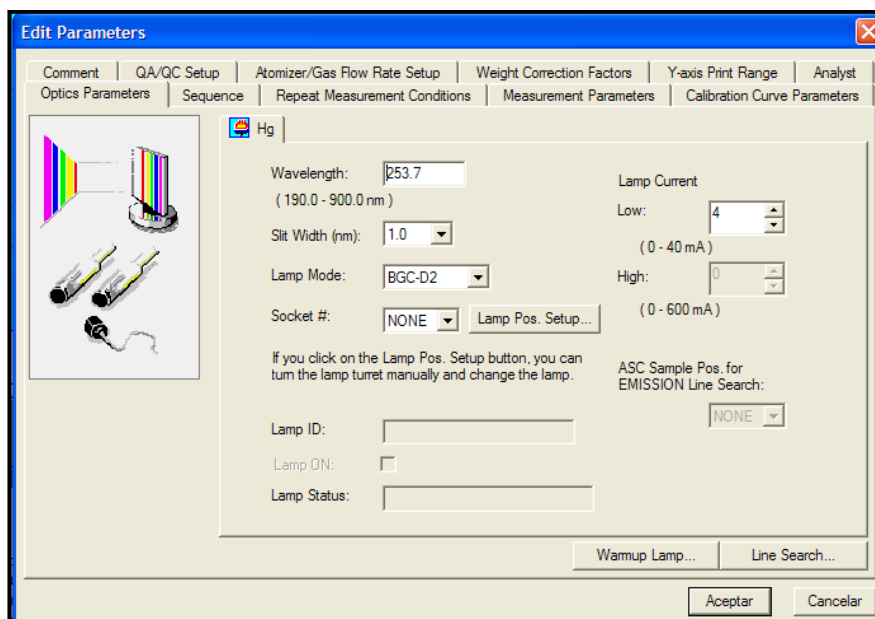 Edit Parameters
Comment
QA/QC Setup
Atomizer/Gas Flow Rate Setup
Weight Correction Factors
Y-axis Print Range
Analyst
Optics Parameters
Sequence
Repeat Measurement Conditions
Measurement Parameters
Calibration Curve Parameters
Hg
Wavelength: 253.7
( 190.0 - 900.0 nm )
Slit Width (nm): 1.0
Lamp Mode: BGC-D2
Socket #: NONE Lamp Pos. Setup...
If you click on the Lamp Pos. Setup button, you can
turn the lamp turret manually and change the lamp.
Lamp ID:
Lamp ON:
Lamp Status:
Lamp Current
Low: 4
( 0 - 40 mA )
High: 0
( 0 - 600 mA )
ASC Sample Pos. for
EMISSION Line Search:
NONE
Warmup Lamp...
Line Search...
Aceptar
Cancelar